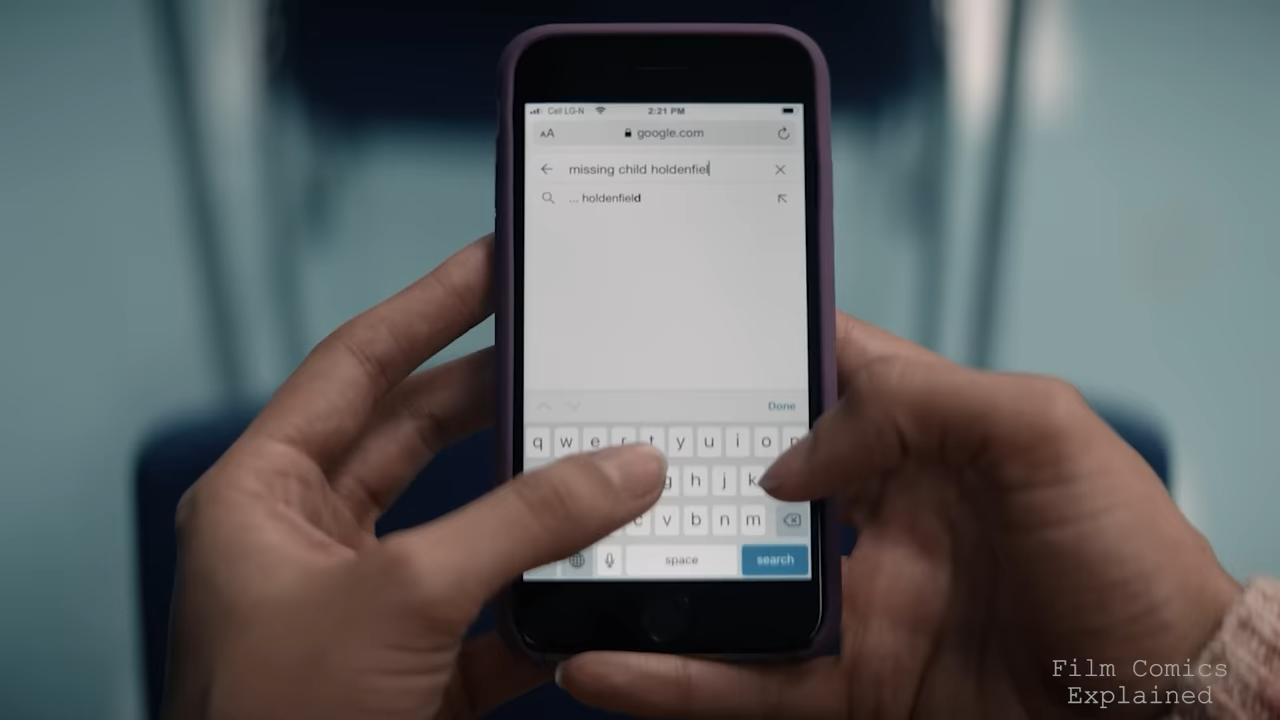 Cell LG-N 2:21 PM
AA google.com
missing child holdenfiel
... holdenfield
Done
q w e r t y u i o p
g h j k
c v b n m
space search
Film Comics
Explained